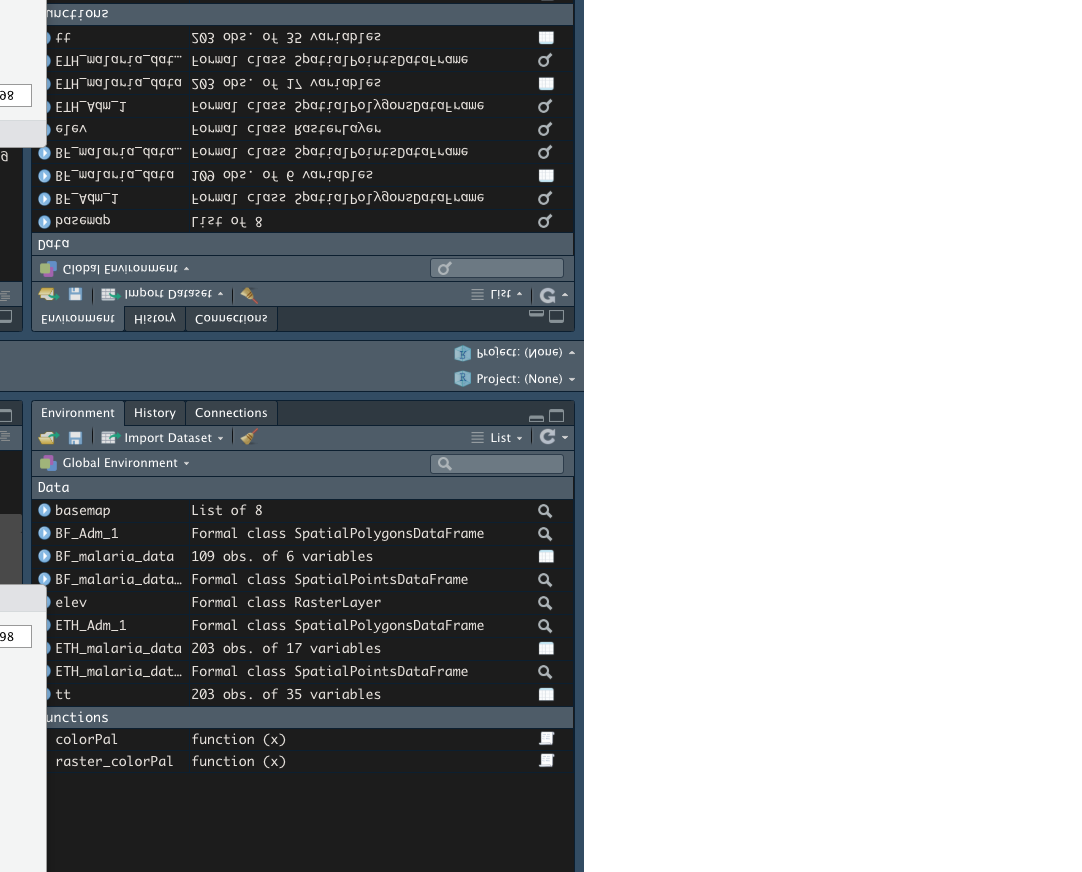 unctions
tt 203 obs. of 35 variables
ETH_malaria_dat… Formal class SpatialPointsDataFrame
ETH_malaria_data 203 obs. of 17 variables
ETH_Adm_1 Formal class SpatialPolygonsDataFrame
98
elev Formal class RasterLayer
BF_malaria_data… Formal class SpatialPointsDataFrame
g
BF_malaria_data 109 obs. of 6 variables
BF_Adm_1 Formal class SpatialPolygonsDataFrame
basemap List of 8
Data
Global Environment
Import Dataset List
Environment History Connections
Project: (None)
Project: (None)
Environment History Connections
Import Dataset List
Global Environment
Data
basemap List of 8
BF_Adm_1 Formal class SpatialPolygonsDataFrame
BF_malaria_data 109 obs. of 6 variables
BF_malaria_data… Formal class SpatialPointsDataFrame
elev Formal class RasterLayer
ETH_Adm_1 Formal class SpatialPolygonsDataFrame
98
ETH_malaria_data 203 obs. of 17 variables
ETH_malaria_dat… Formal class SpatialPointsDataFrame
tt 203 obs. of 35 variables
unctions
colorPal function (x)
raster_colorPal function (x)